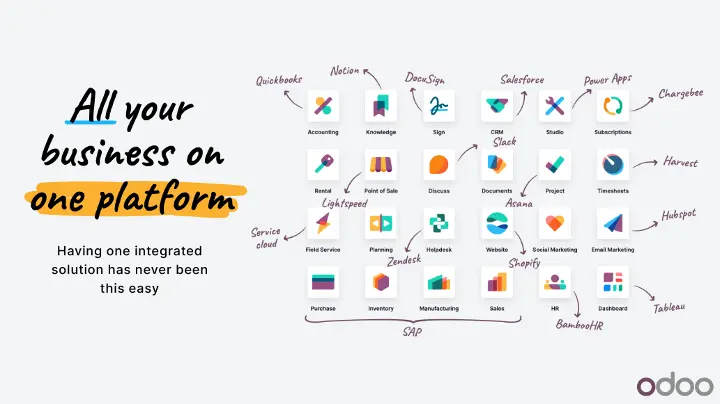 All your
business on
one platform
Having one integrated
solution has never been
this easy
Quickbooks
Notion
DocuSign
Salesforce
Power Apps
Chargebee
Accounting
Knowledge
Sign
CRM
Studio
Subscriptions
Slack
Harvest
Rental
Point of Sale
Discuss
Documents
Project
Timesheets
Lightspeed
Asana
Hubspot
Service
cloud
Field Service
Planning
Helpdesk
Website
Social Marketing
Email Marketing
Zendesk
Shopify
Purchase
Inventory
Manufacturing
Sales
HR
Dashboard
Tableau
SAP
BambooHR
odoo